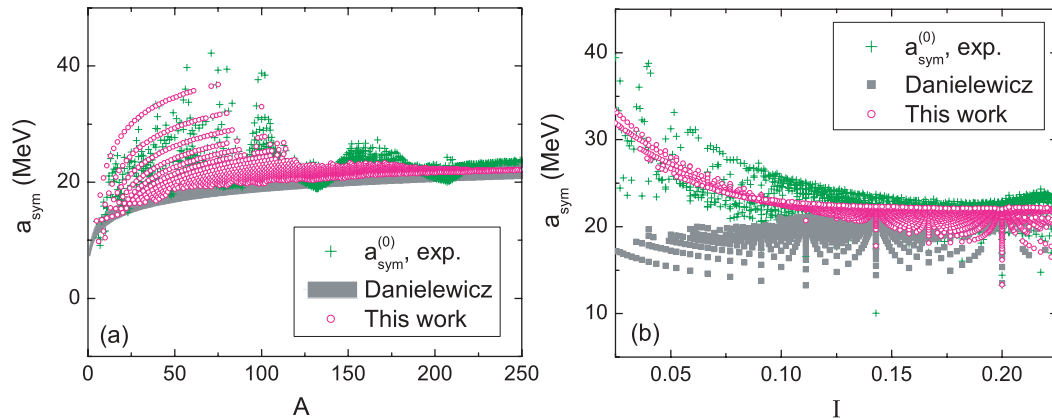 40
20
0
a_sym (MeV)
a_sym^(0), exp.
Danielewicz
This work
(a)
0 50 100 150 200 250
A
40
30
20
10
a_sym (MeV)
a_sym^(0), exp.
Danielewicz
This work
(b)
0.05 0.10 0.15 0.20
I